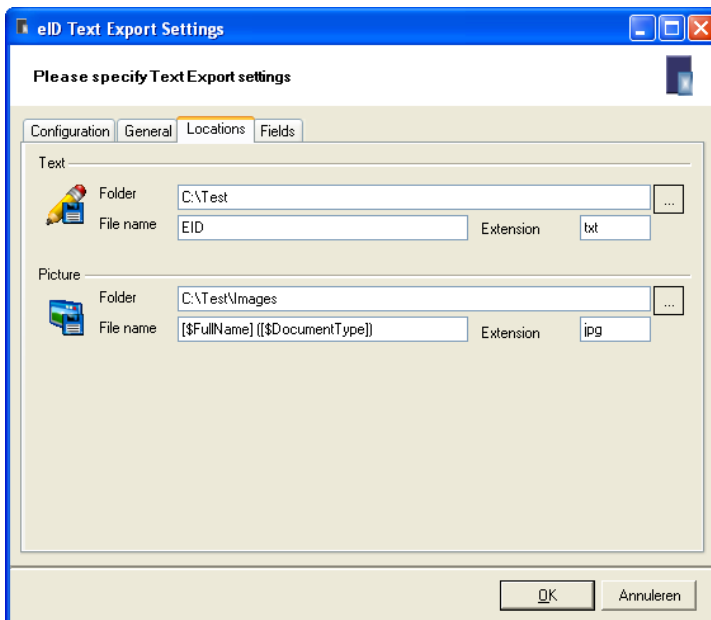 eID Text Export Settings
Please specify Text Export settings
Configuration General Locations Fields
Text
Folder C:\Test ...
File name EID Extension txt
Picture
Folder C:\Test\Images ...
File name [$FullName] ([$DocumentType]) Extension jpg
OK Annuleren